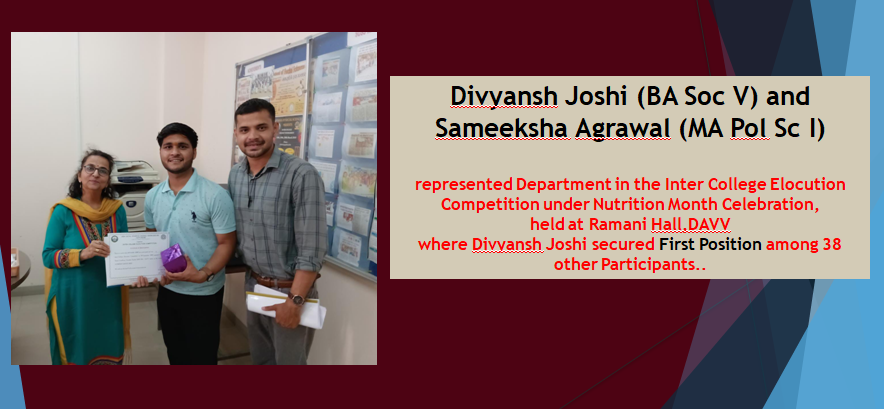 Divyansh Joshi (BA Soc V) and
Sameeksha Agrawal (MA Pol Sc I)
represented Department in the Inter College Elocution
Competition under Nutrition Month Celebration,
held at Ramani Hall,DAVV
where Divyansh Joshi secured First Position among 38
other Participants..